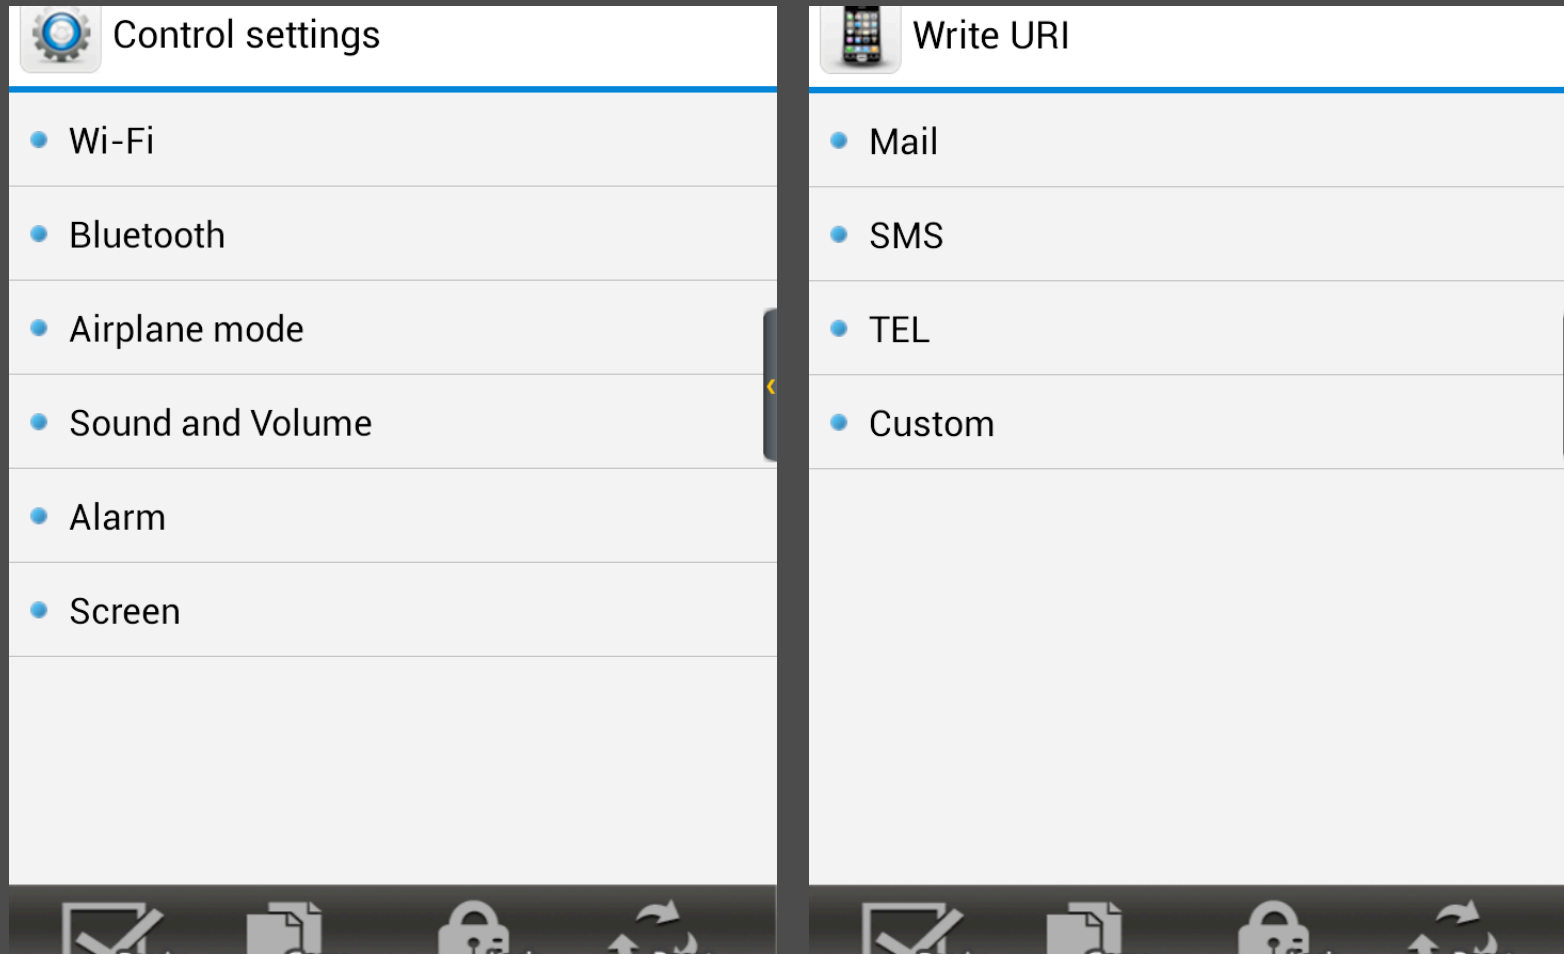 Control settings
Wi-Fi
Bluetooth
Airplane mode
Sound and Volume
Alarm
Screen
Write URI
Mail
SMS
TEL
Custom